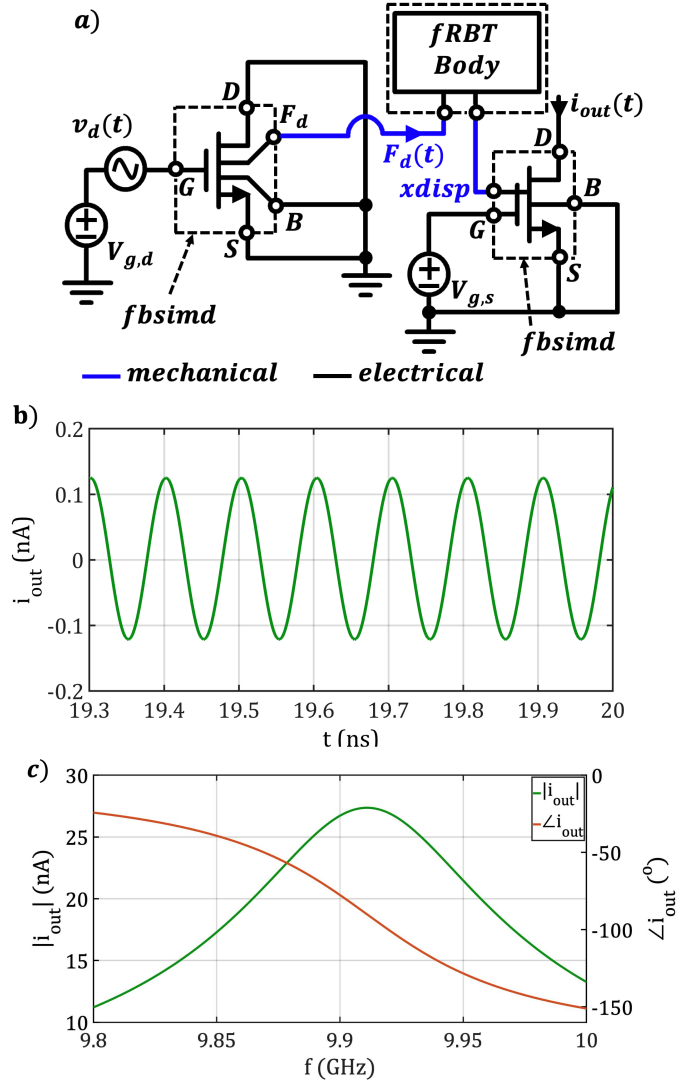 a)
fRBT
Body
D
F_d
v_d(t)
i_out(t)
D
F_d(t)
G
xdisp
B
B
G
V_g,d
S
V_g,s
S
fbsimd
fbsimd
mechanical
electrical
b)
0.2
0.1
0
-0.1
-0.2
i_out (nA)
19.3 19.4 19.5 19.6 19.7 19.8 19.9 20
t (ns)
c)
30
25
20
15
10
|i_out| (nA)
|i_out|
∠i_out
0
-50
-100
-150
∠i_out (°)
9.8 9.85 9.9 9.95 10
f (GHz)